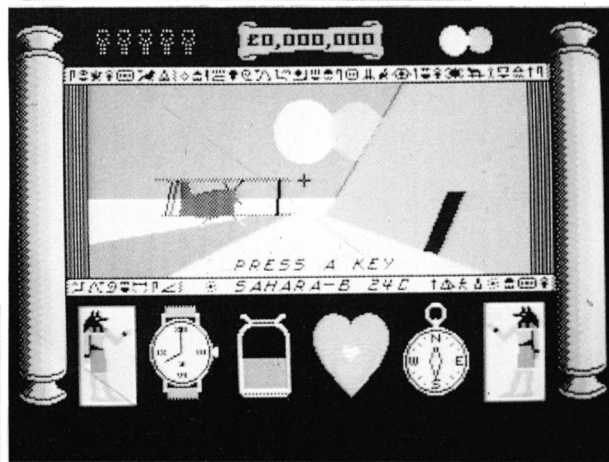 £0,000,000
PRESS A KEY
SAHARA-B 24C
N
W E
S